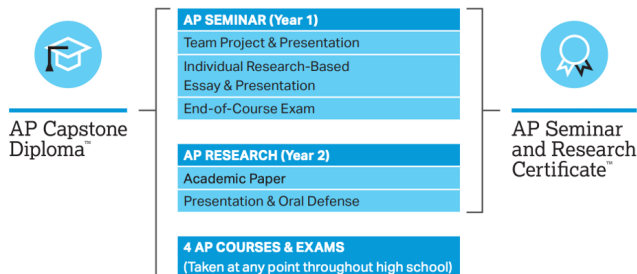 AP Capstone
Diploma™
AP SEMINAR (Year 1)
Team Project & Presentation
Individual Research-Based
Essay & Presentation
End-of-Course Exam
AP RESEARCH (Year 2)
Academic Paper
Presentation & Oral Defense
4 AP COURSES & EXAMS
(Taken at any point throughout high school)
AP Seminar
and Research
Certificate™